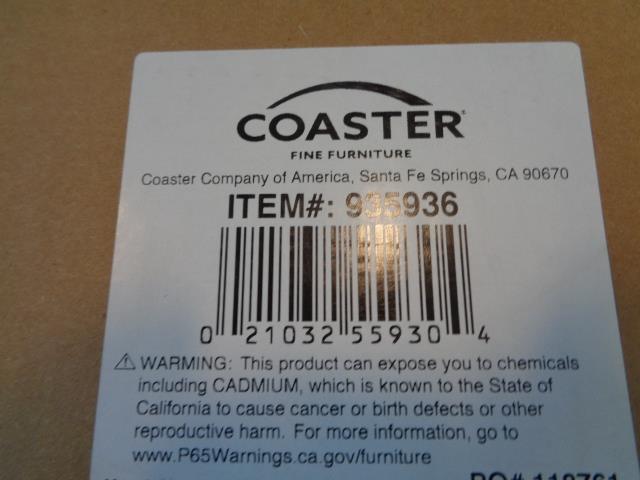 COASTER
FINE FURNITURE
Coaster Company of America, Santa Fe Springs, CA 90670
ITEM#: 935936
0 21032 55930 4
⚠ WARNING: This product can expose you to chemicals
including CADMIUM, which is known to the State of
California to cause cancer or birth defects or other
reproductive harm. For more information, go to
www.P65Warnings.ca.gov/furniture